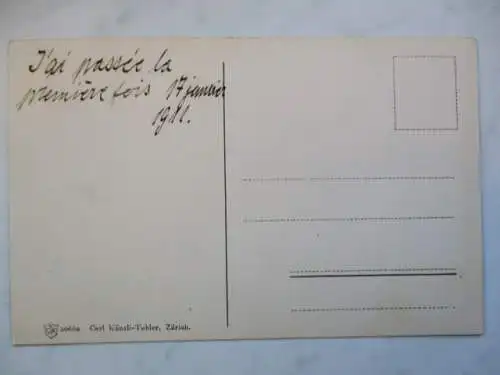 J'ai passée la
première fois 17 janvier
1911.
Carl Künzli-Tobler, Zürich.